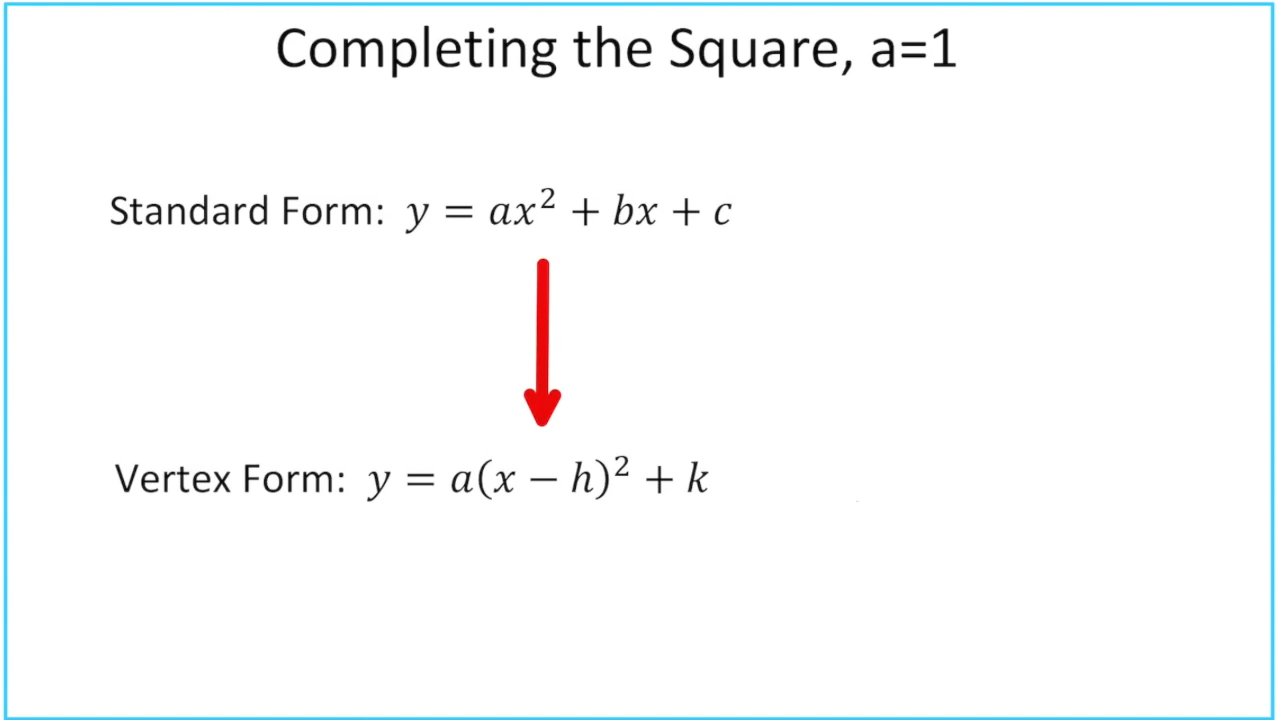 Completing the Square, a=1
Standard Form: y = ax² + bx + c
Vertex Form: y = a(x − h)² + k